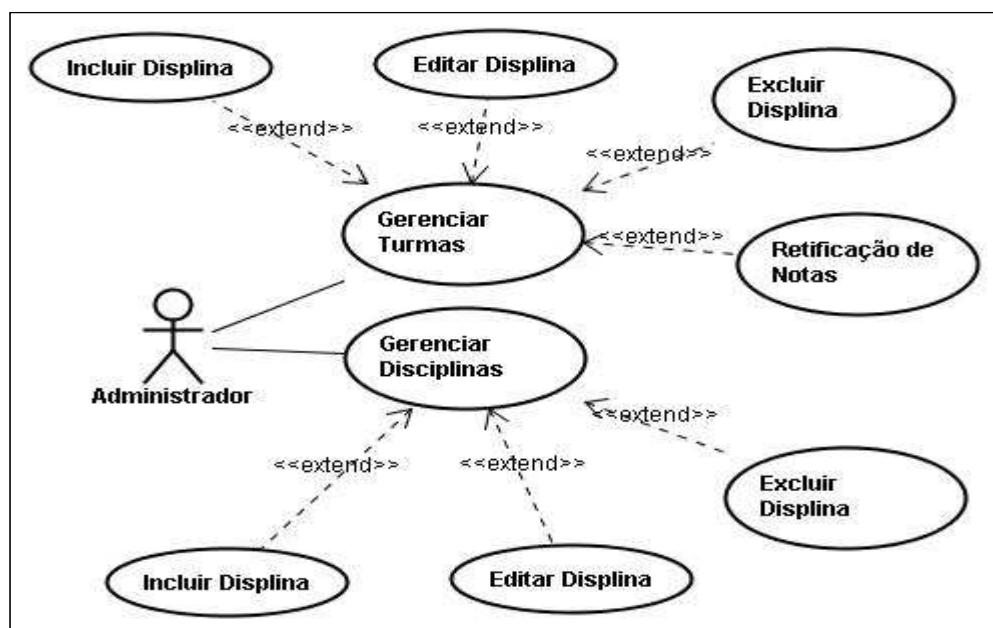 Incluir Displina
Editar Displina
Excluir
Displina
<<extend>>
<<extend>>
<<extend>>
Gerenciar
Turmas
<<extend>>
Retificação de
Notas
Administrador
Gerenciar
Disciplinas
<<extend>>
<<extend>>
<<extend>>
Excluir
Displina
Incluir Displina
Editar Displina